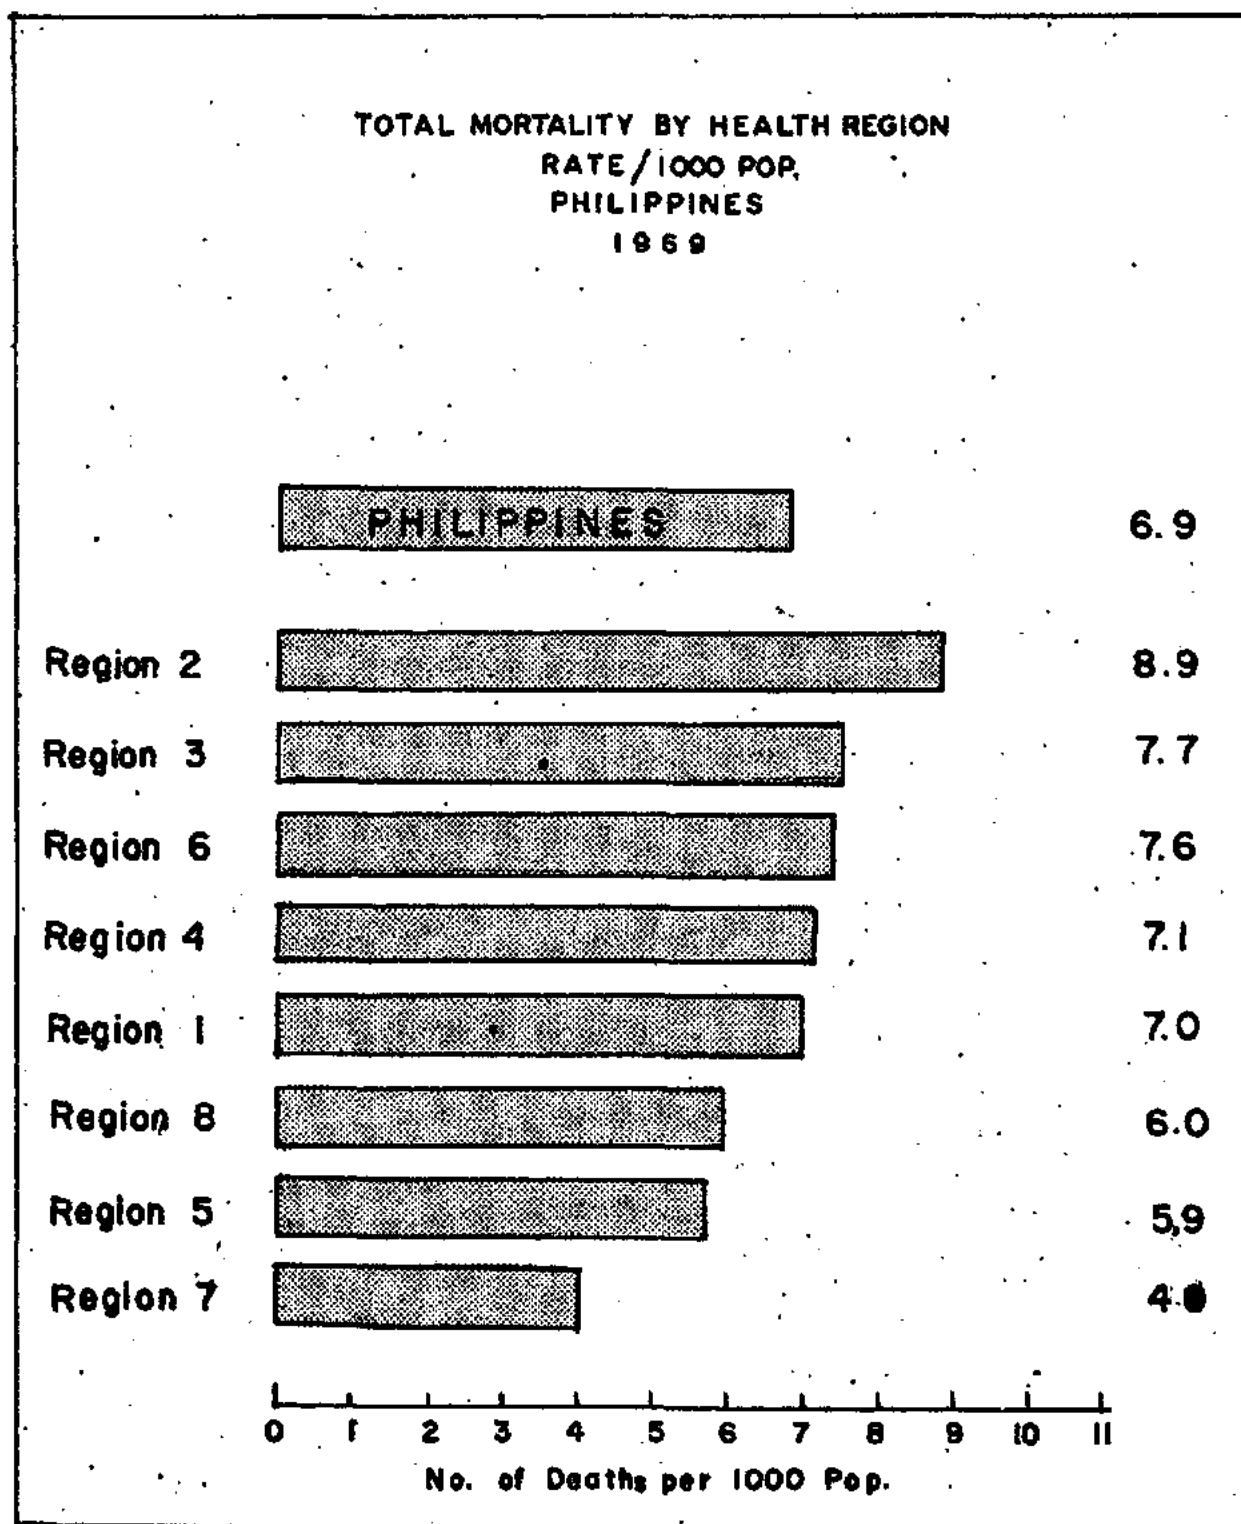 TOTAL MORTALITY BY HEALTH REGION
RATE/1000 POP.
PHILIPPINES
1969
PHILIPPINES 6.9
Region 2 8.9
Region 3 7.7
Region 6 7.6
Region 4 7.1
Region 1 7.0
Region 8 6.0
Region 5 5,9
Region 7
0 1 2 3 4 5 6 7 8 9 10 11
No. of Deaths per 1000 Pop.